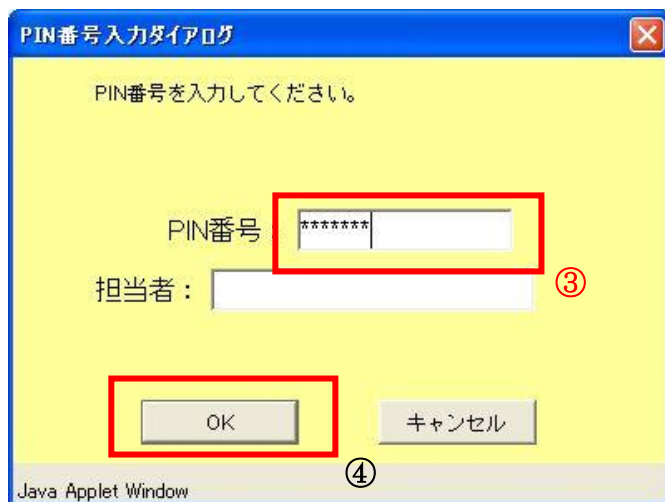 PIN番号入力ダイアログ
PIN番号を入力してください。
PIN番号： *******
担当者：
③
OK キャンセル
④
Java Applet Window